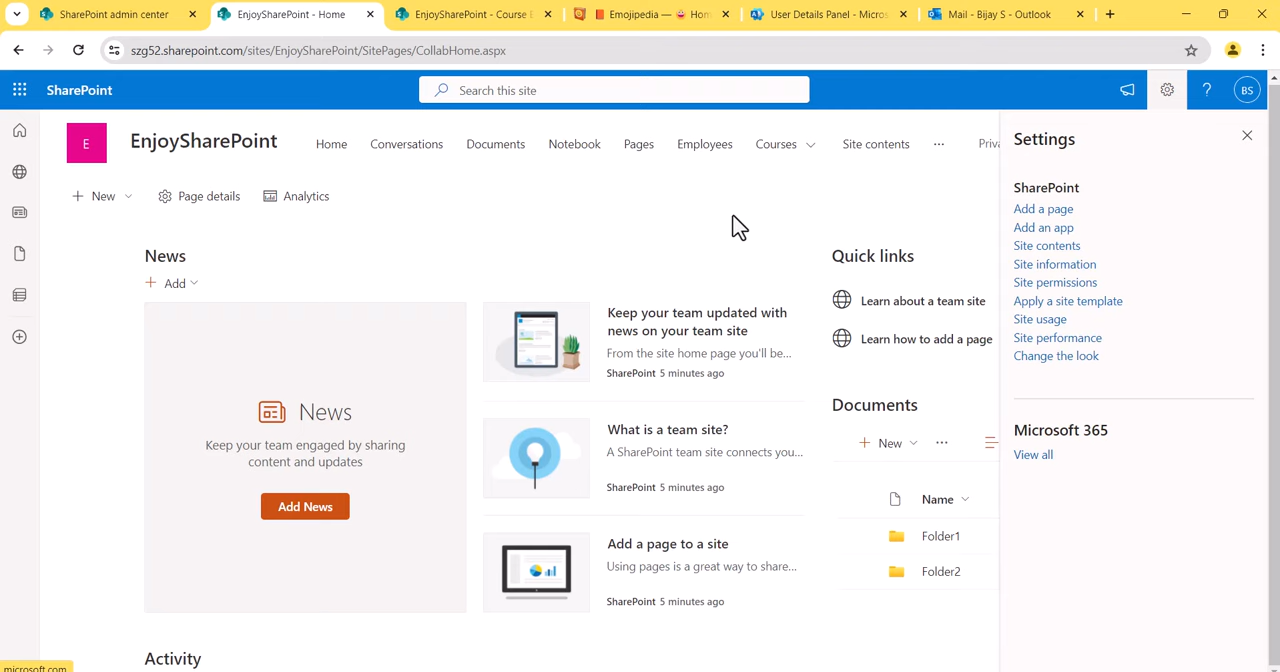 SharePoint admin center
EnjoySharePoint - Home
EnjoySharePoint - Course E
Emojipedia — 😛 Hom
User Details Panel - Micros
Mail - Bijay S - Outlook
szg52.sharepoint.com/sites/EnjoySharePoint/SitePages/CollabHome.aspx
SharePoint
Search this site
?
BS
E
EnjoySharePoint
Home
Conversations
Documents
Notebook
Pages
Employees
Courses
Site contents
...
Priva
New
Page details
Analytics
News
Add
News
Keep your team engaged by sharing
content and updates
Add News
Keep your team updated with
news on your team site
From the site home page you'll be...
SharePoint 5 minutes ago
What is a team site?
A SharePoint team site connects you...
SharePoint 5 minutes ago
Add a page to a site
Using pages is a great way to share...
SharePoint 5 minutes ago
Activity
Quick links
Learn about a team site
Learn how to add a page
Documents
New
...
Name
Folder1
Folder2
Settings
SharePoint
Add a page
Add an app
Site contents
Site information
Site permissions
Apply a site template
Site usage
Site performance
Change the look
Microsoft 365
View all
microsoft.com